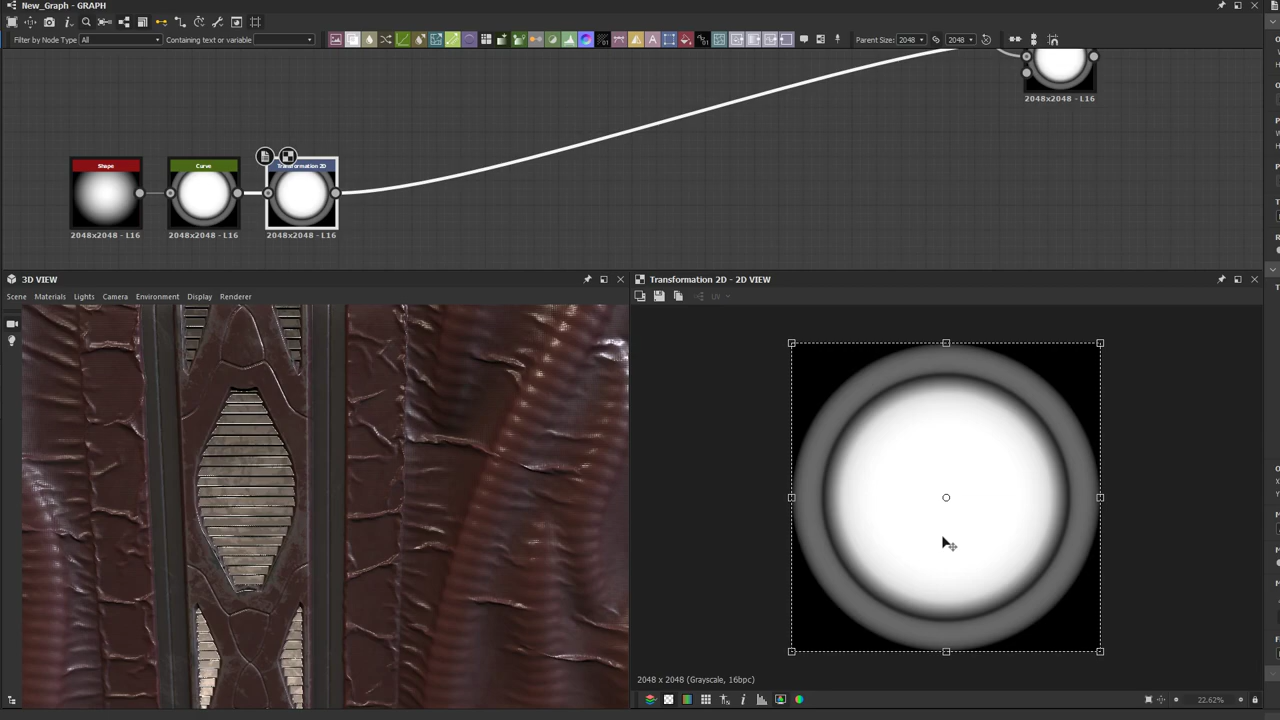 New_Graph - GRAPH
Filter by Node Type All Containing text or variable Parent Size: 2048 2048
2048x2048 - L16
Shape Curve Transformation 2D
2048x2048 - L16 2048x2048 - L16 2048x2048 - L16
3D VIEW
Scene Materials Lights Camera Environment Display Renderer
Transformation 2D - 2D VIEW
UV
2048 x 2048 (Grayscale, 16bpc)
22.62%